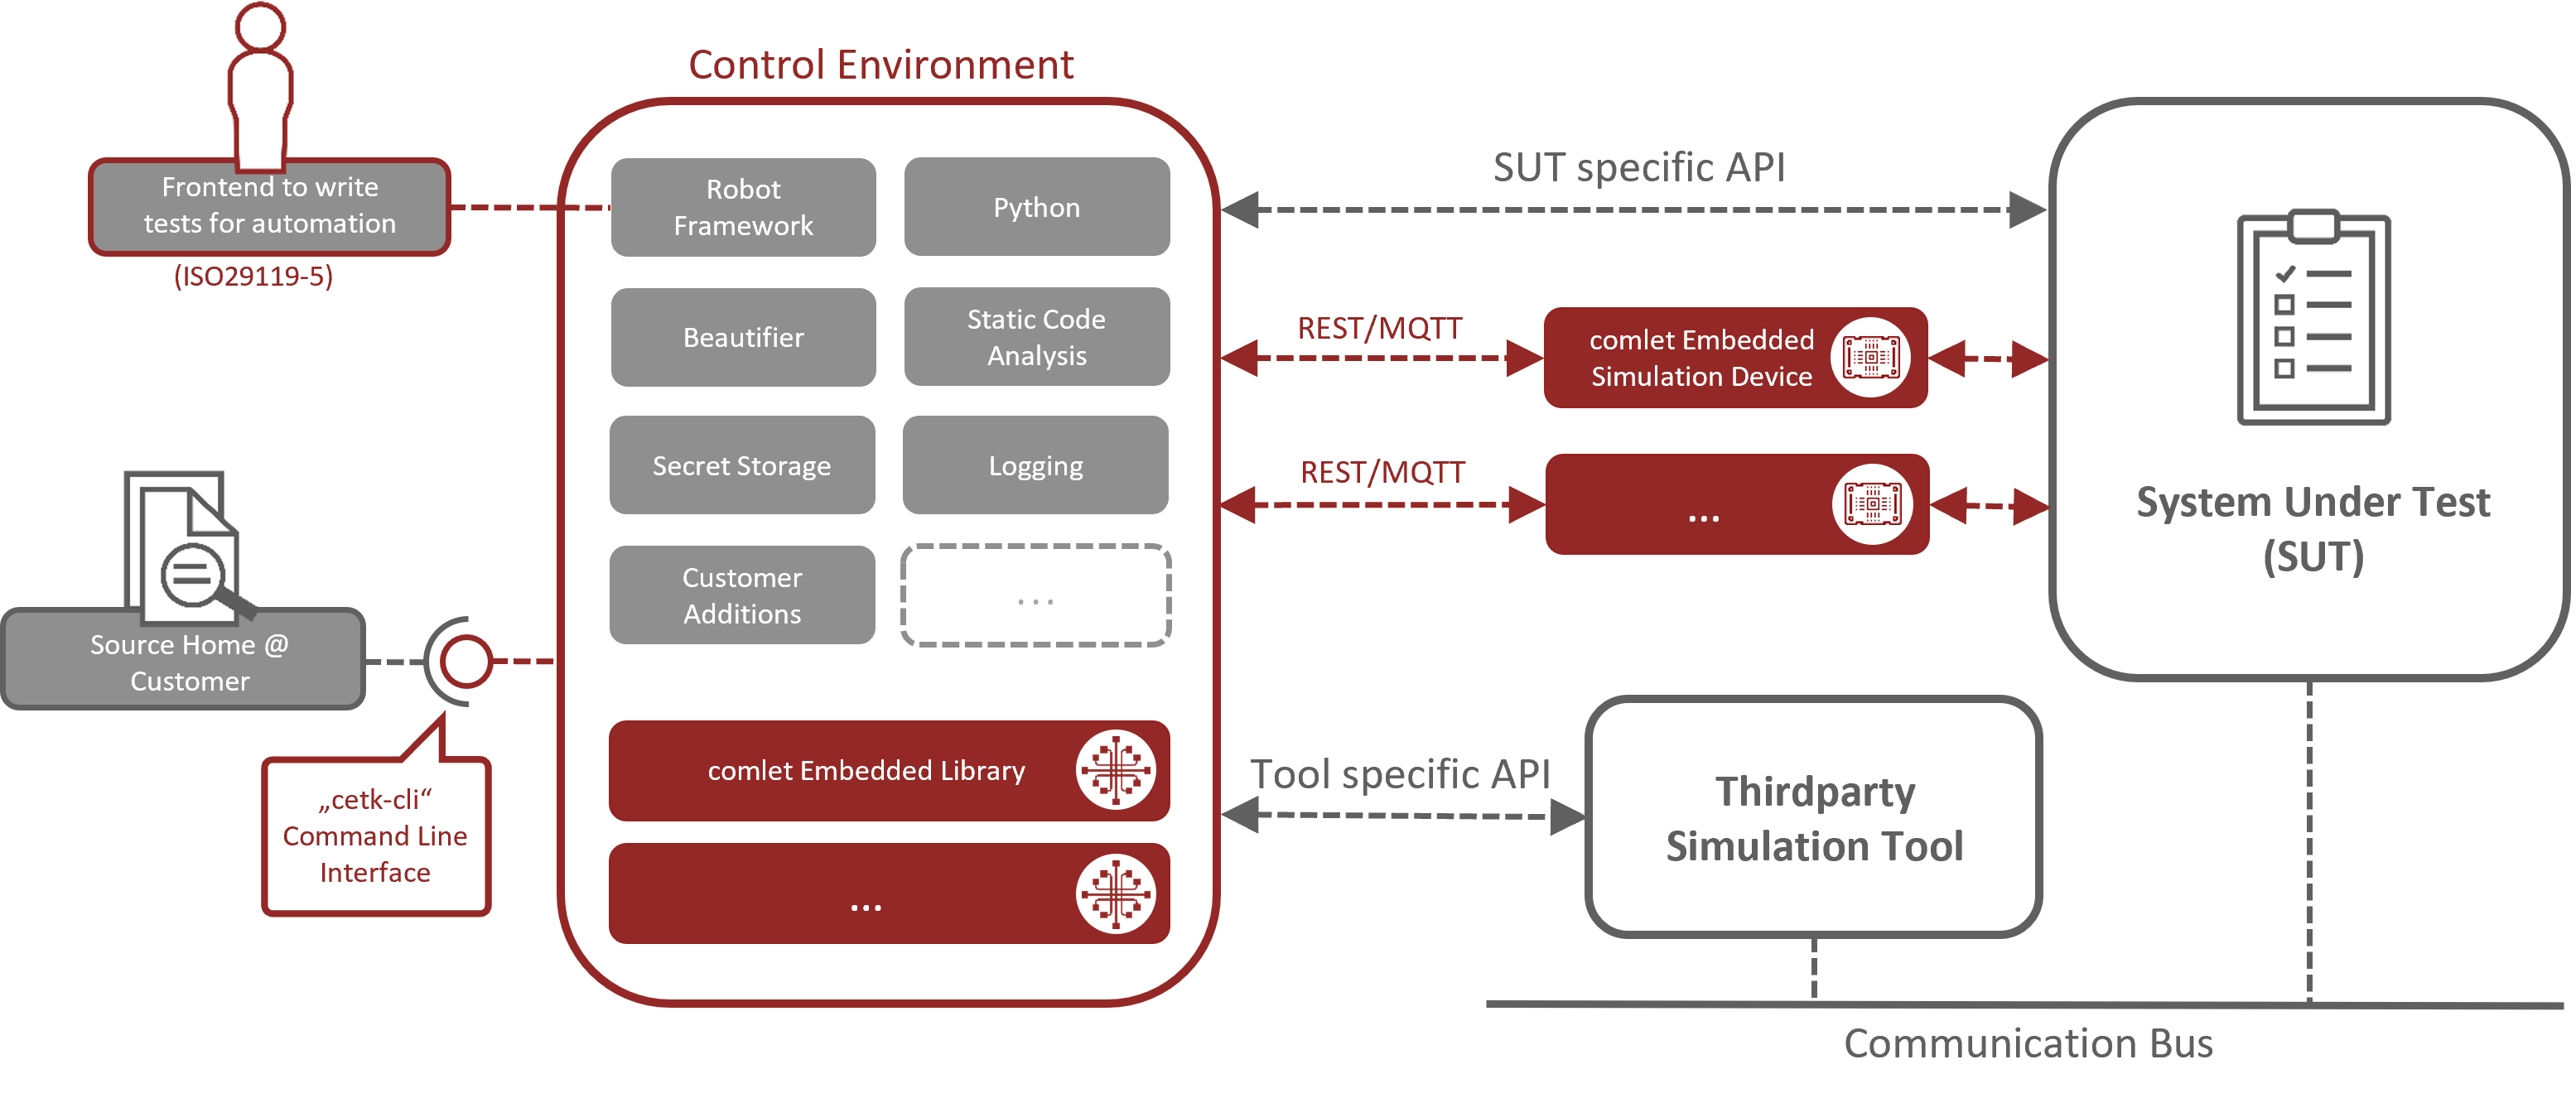 Control Environment
Frontend to write
tests for automation
(ISO29119-5)
Robot
Framework
Python
Beautifier
Static Code
Analysis
Secret Storage
Logging
Customer
Additions
...
comlet Embedded Library
...
Source Home @
Customer
„cetk-cli“
Command Line
Interface
SUT specific API
REST/MQTT
comlet Embedded
Simulation Device
REST/MQTT
...
System Under Test
(SUT)
Tool specific API
Thirdparty
Simulation Tool
Communication Bus